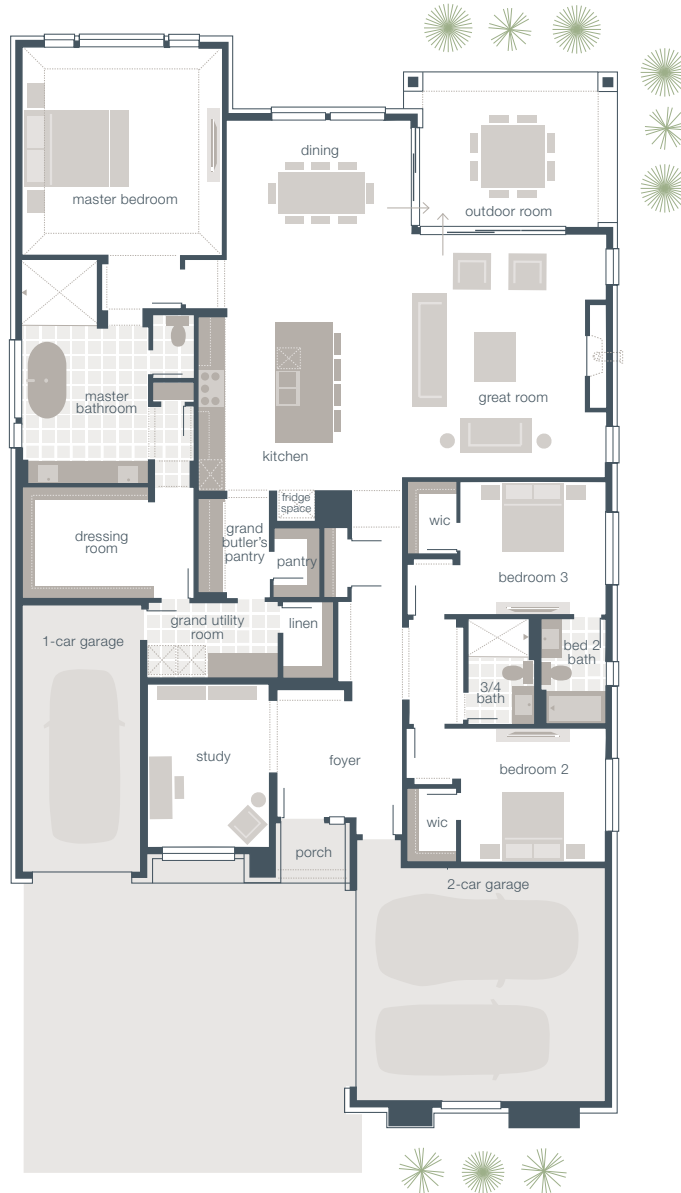 dining
master bedroom
outdoor room
master
bathroom
great room
kitchen
fridge
space
wic
grand
butler's
pantry
pantry
dressing
room
bedroom 3
linen
grand utility
room
1-car garage
bed 2
bath
3/4
bath
study
foyer
bedroom 2
wic
porch
2-car garage